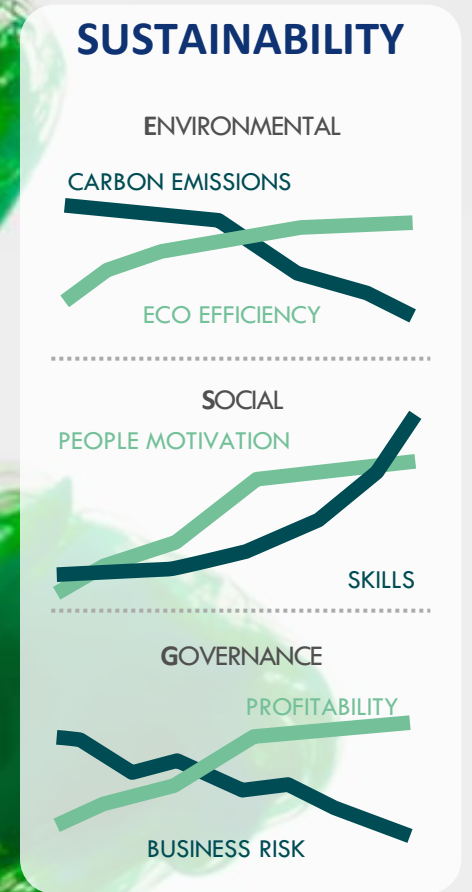 SUSTAINABILITY
ENVIRONMENTAL
CARBON EMISSIONS
ECO EFFICIENCY
SOCIAL
PEOPLE MOTIVATION
SKILLS
GOVERNANCE
PROFITABILITY
BUSINESS RISK